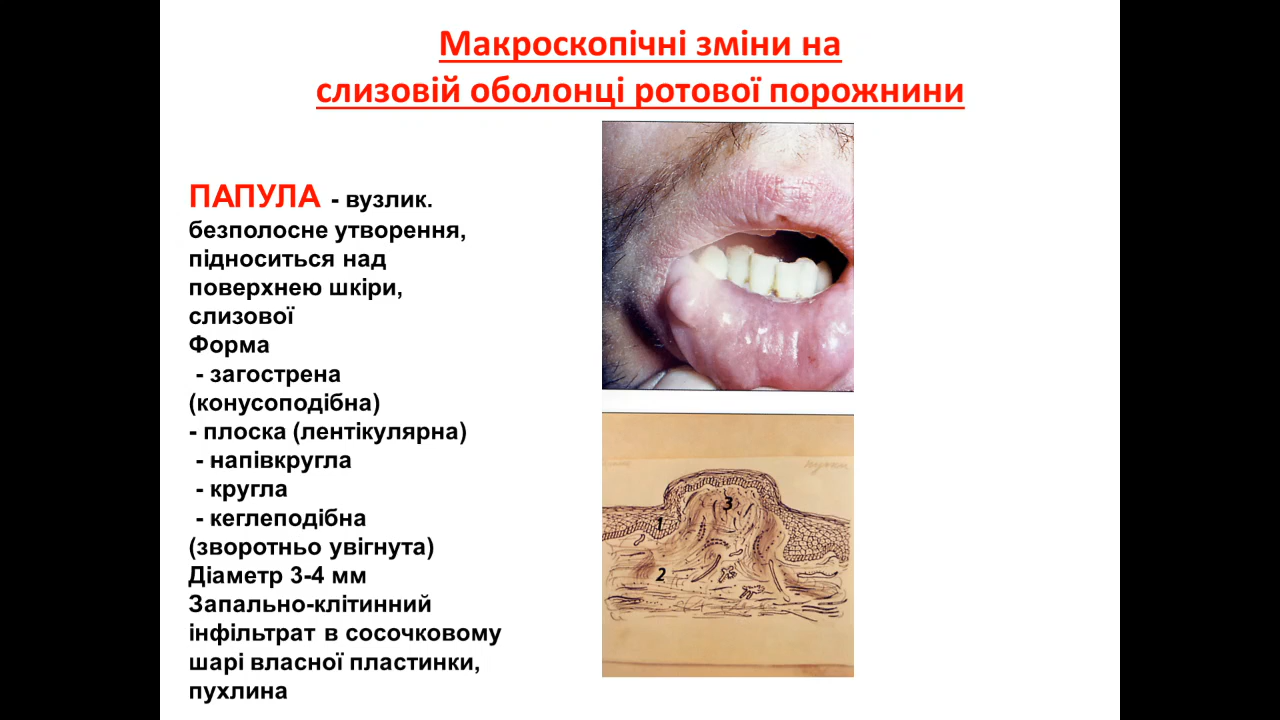 Макроскопічні зміни на
слизовій оболонці ротової порожнини
ПАПУЛА - вузлик.
безполосне утворення,
підноситься над
поверхнею шкіри,
слизової
Форма
- загострена
(конусоподібна)
- плоска (лентікулярна)
- напівкругла
- кругла
- кеглеподібна
(зворотньо увігнута)
Діаметр 3-4 мм
Запально-клітинний
інфільтрат в сосочковому
шарі власної пластинки,
пухлина
3
1
2